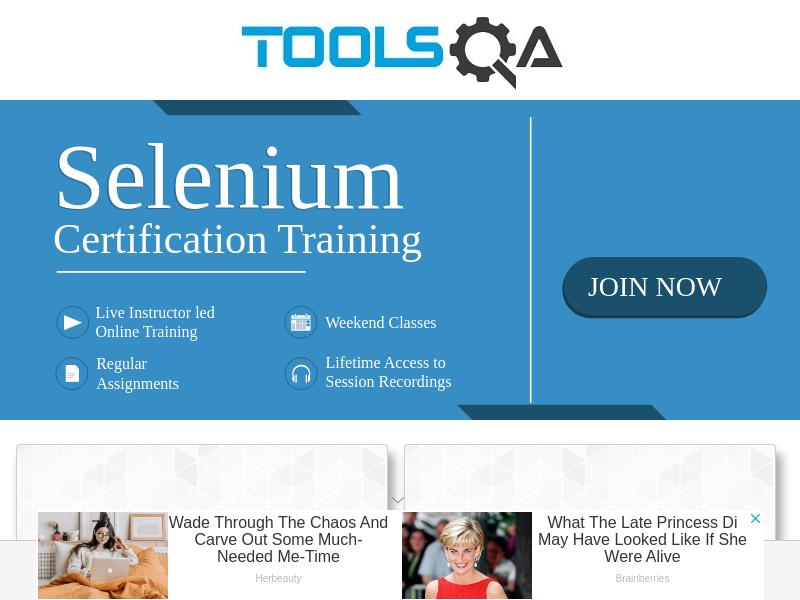 TOOLSQA
Selenium
Certification Training
JOIN NOW
Live Instructor led
Online Training
Weekend Classes
Regular
Assignments
Lifetime Access to
Session Recordings
Wade Through The Chaos And
Carve Out Some Much-
Needed Me-Time
Herbeauty
What The Late Princess Di
May Have Looked Like If She
Were Alive
Brainberries